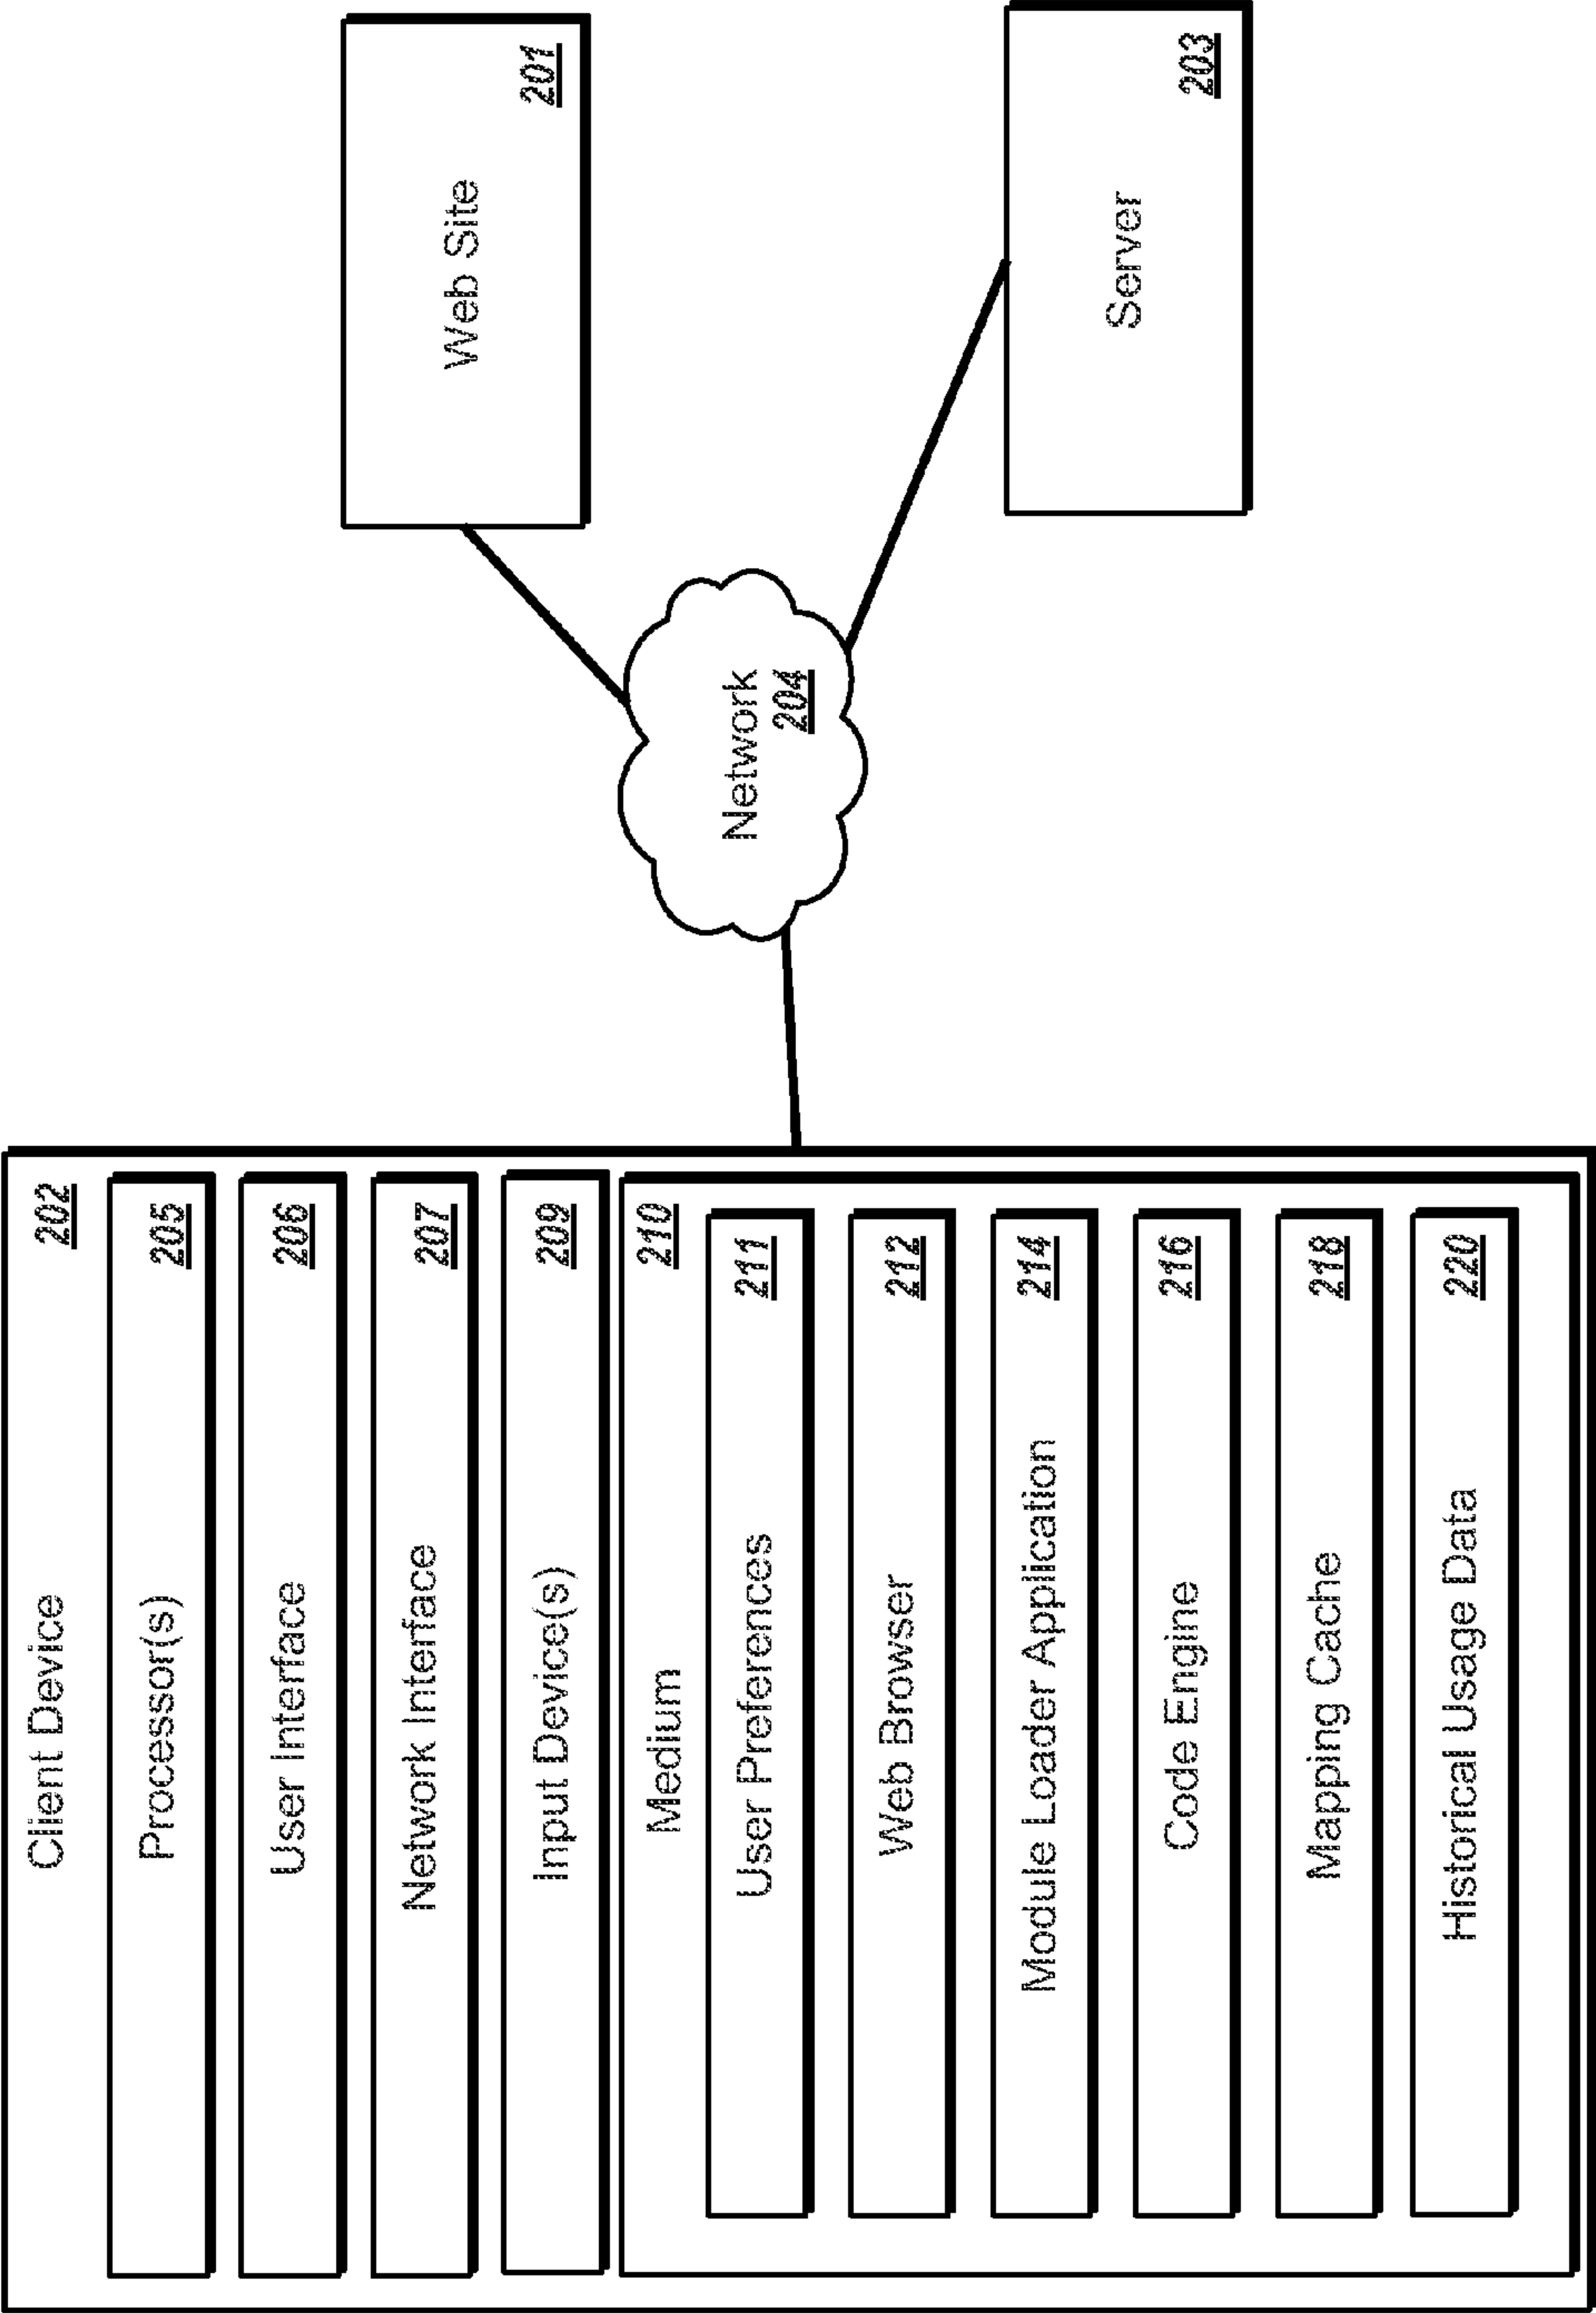 Client Device
202
Processor(s)
205
User Interface
206
Network Interface
207
Input Device(s)
209
Medium
210
User Preferences
211
Web Browser
212
Module Loader Application
214
Code Engine
216
Mapping Cache
218
Historical Usage Data
220
Network
204
Web Site
201
Server
203